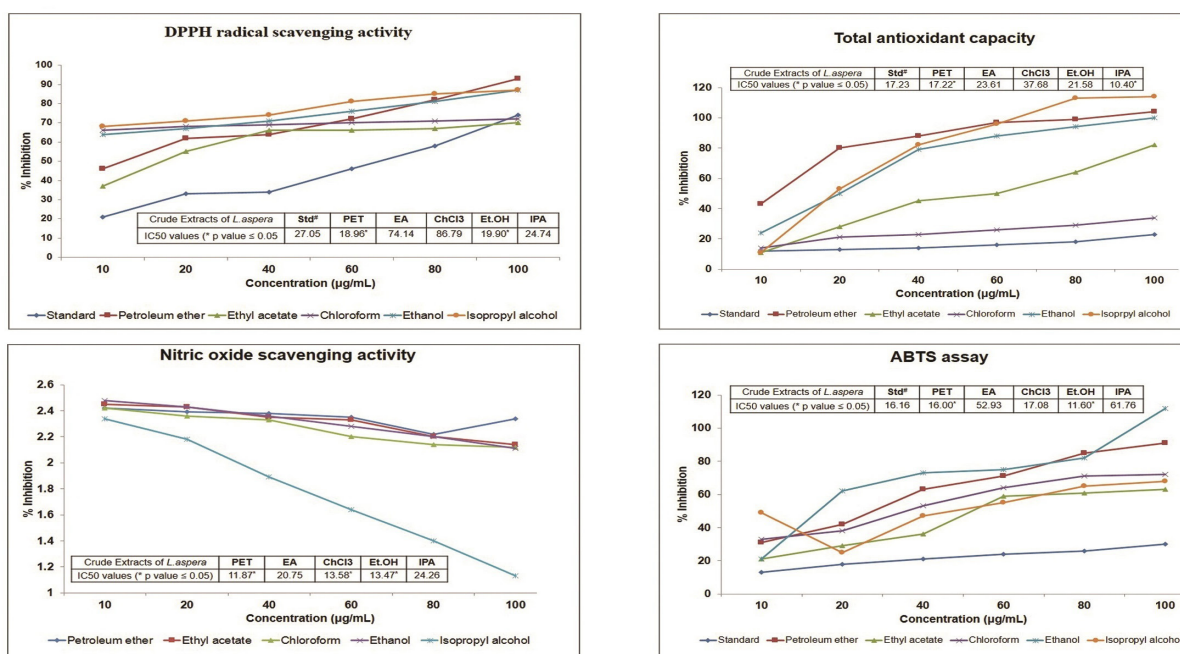 DPPH radical scavenging activity
100
90
80
70
60
50
40
30
20
10
0
% Inhibition
Crude Extracts of L.aspera Std# PET EA ChCl3 Et.OH IPA
IC50 values (* p value ≤ 0.05 27.05 18.96* 74.14 86.79 19.90* 24.74
10 20 40 60 80 100
Concentration (µg/mL)
Standard Petroleum ether Ethyl acetate Chloroform Ethanol Isopropyl alcohol
Total antioxidant capacity
Crude Extracts of L.aspera Std# PET EA ChCl3 Et.OH IPA
IC50 values (* p value ≤ 0.05) 17.23 17.22* 23.61 37.68 21.58 10.40*
120
100
80
60
40
20
0
% Inhibition
10 20 40 60 80 100
Concentration (µg/mL)
Standard Petroleum ether Ethyl acetate Chloroform Ethanol Isoprpyl alcohol
Nitric oxide scavenging activity
2.6
2.4
2.2
2
1.8
1.6
1.4
1.2
1
% Inhibition
Crude Extracts of L.aspera PET EA ChCl3 Et.OH IPA
IC50 values (* p value ≤ 0.05) 11.87* 20.75 13.58* 13.47* 24.26
10 20 40 60 80 100
Concentration (µg/mL)
Petroleum ether Ethyl acetate Chloroform Ethanol Isopropyl alcohol
ABTS assay
Crude Extracts of L.aspera Std# PET EA ChCl3 Et.OH IPA
IC50 values (* p value ≤ 0.05) 16.16 16.00* 52.93 17.08 11.60* 61.76
120
100
80
60
40
20
0
% Inhibition
10 20 40 60 80 100
Concentration (µg/mL)
Standard Petroleum ether Ethyl acetate Chloroform Ethanol Isopropyl alcohol